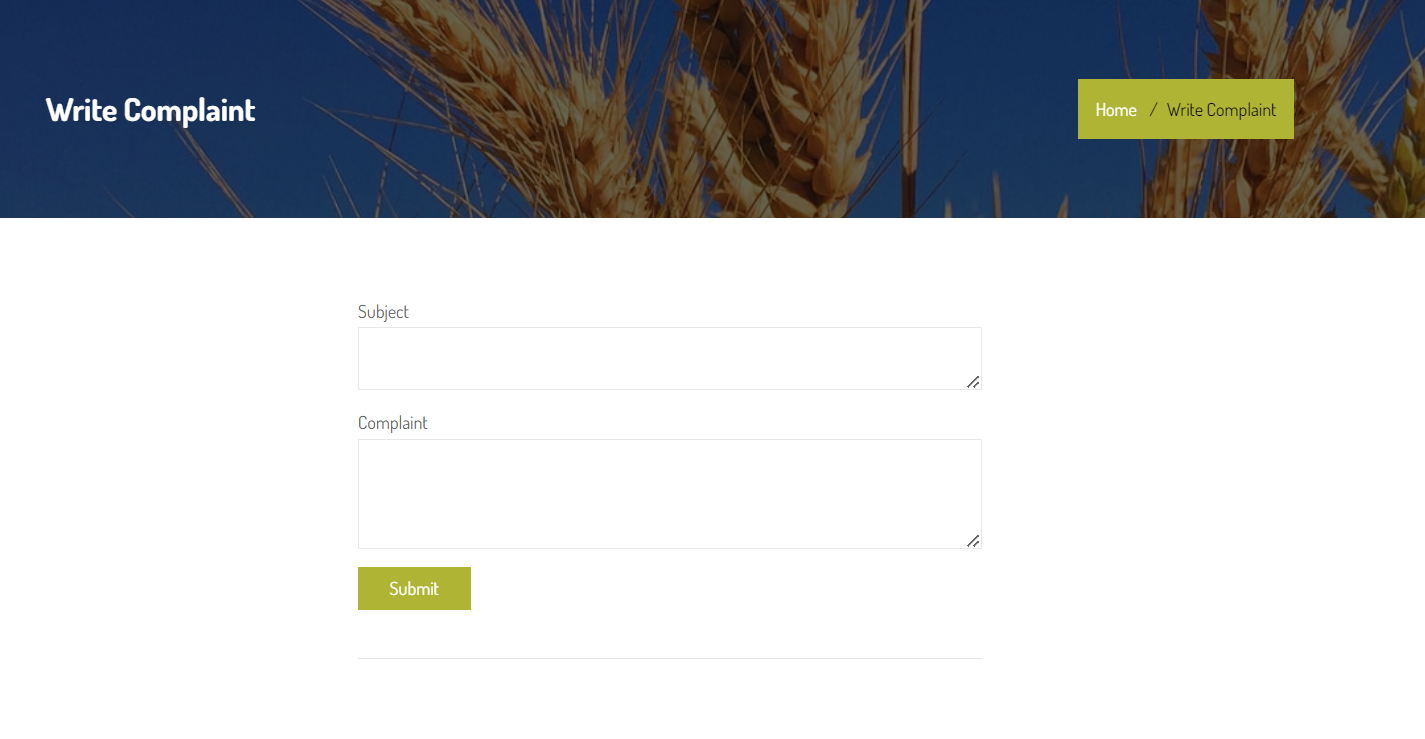 Write Complaint
Home / Write Complaint
Subject
Complaint
Submit